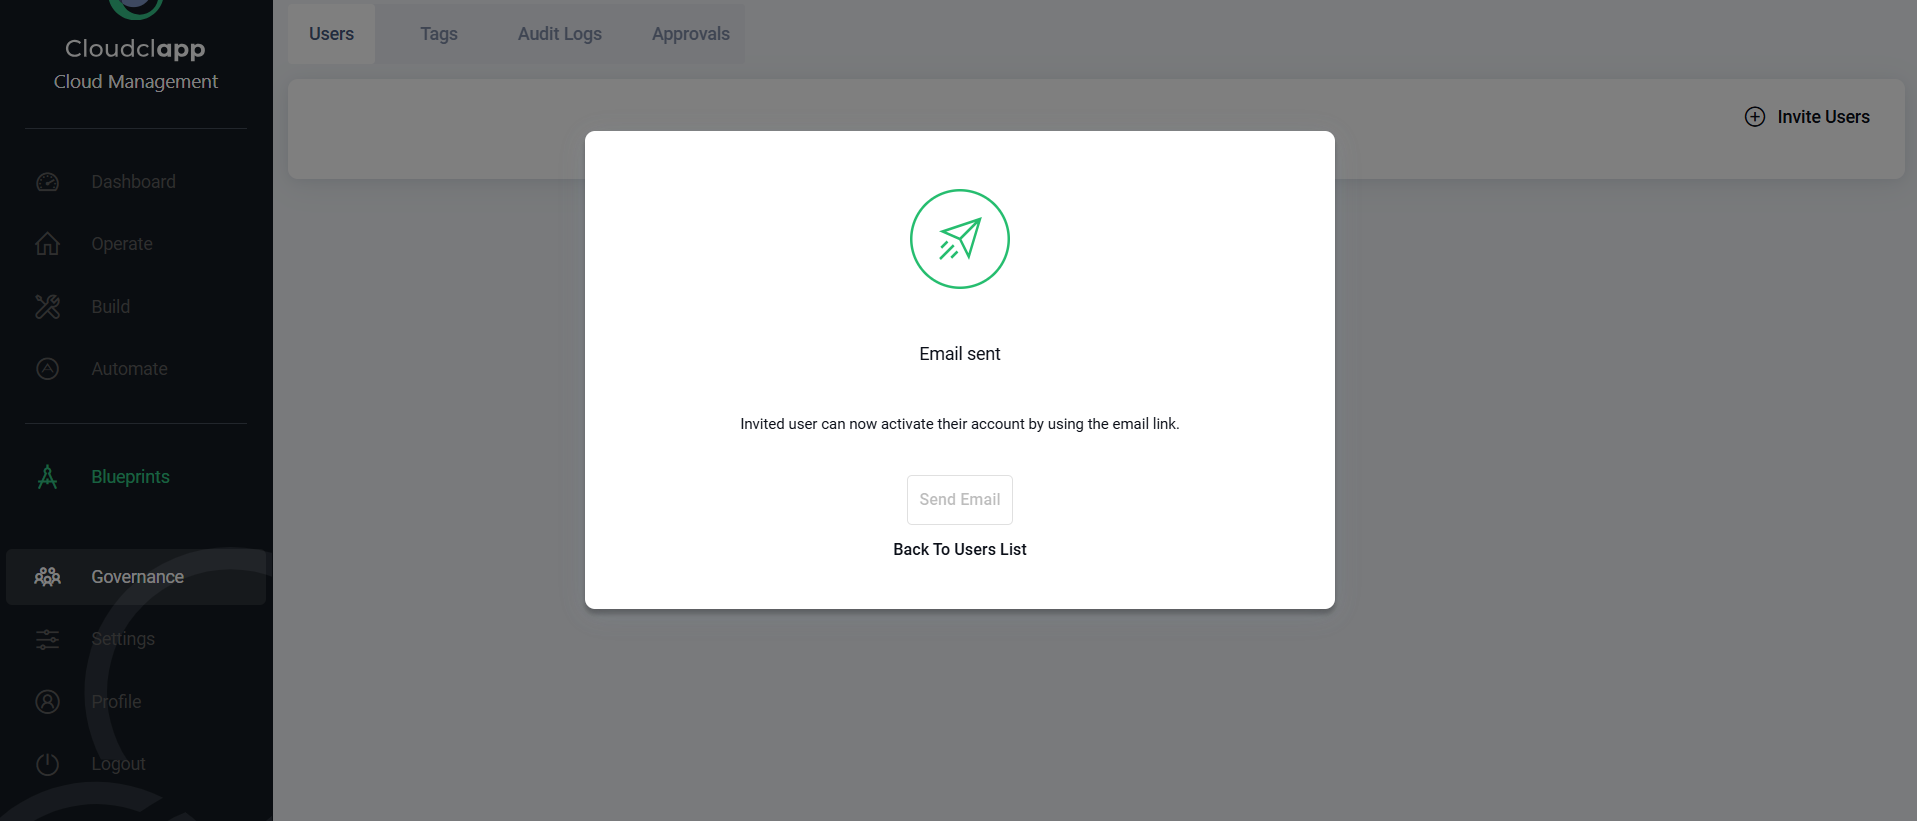 Cloudclapp
Cloud Management
Dashboard
Operate
Build
Automate
Blueprints
Governance
Settings
Profile
Logout
Users
Tags
Audit Logs
Approvals
Invite Users
Email sent
Invited user can now activate their account by using the email link.
Send Email
Back To Users List